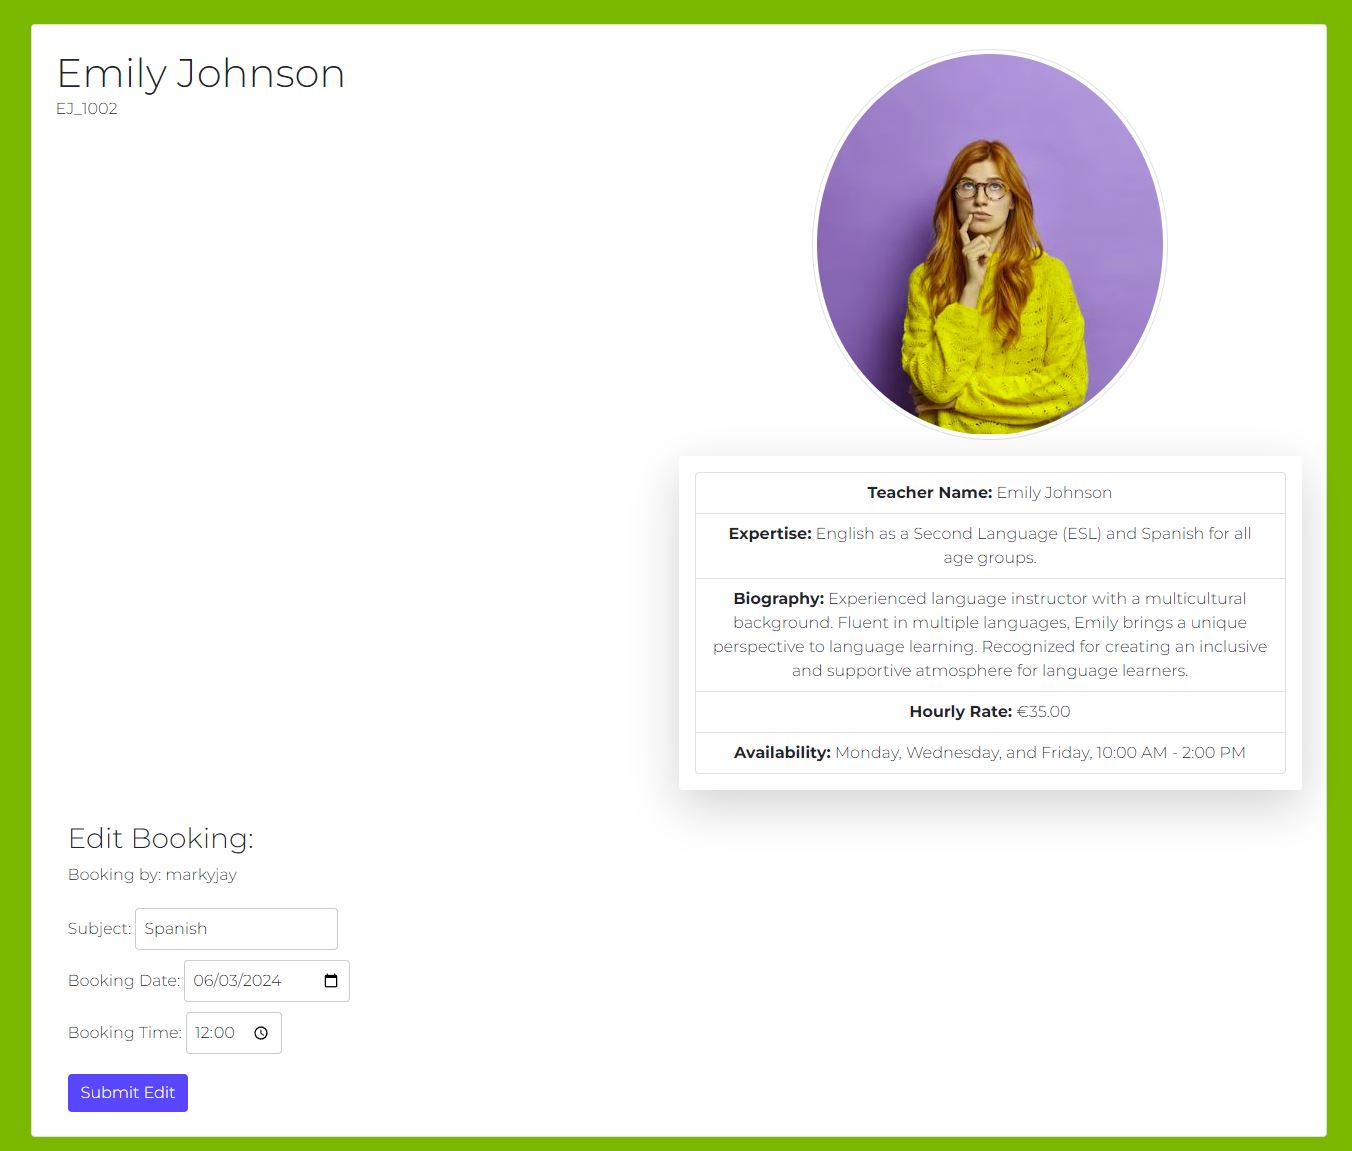 Emily Johnson
EJ_1002
Teacher Name: Emily Johnson
Expertise: English as a Second Language (ESL) and Spanish for all
age groups.
Biography: Experienced language instructor with a multicultural
background. Fluent in multiple languages, Emily brings a unique
perspective to language learning. Recognized for creating an inclusive
and supportive atmosphere for language learners.
Hourly Rate: €35.00
Availability: Monday, Wednesday, and Friday, 10:00 AM - 2:00 PM
Edit Booking:
Booking by: markyjay
Subject: Spanish
Booking Date: 06/03/2024
Booking Time: 12:00
Submit Edit